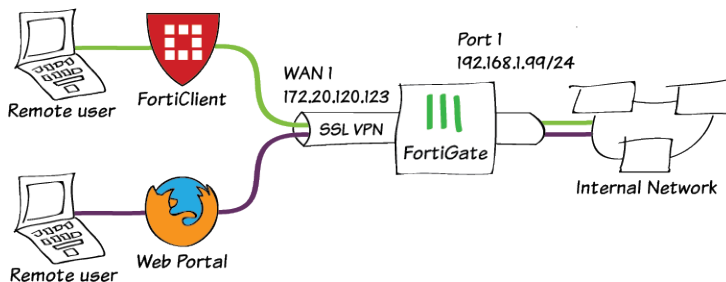 Remote user
FortiClient
WAN 1
172.20.120.123
SSL VPN
Port 1
192.168.1.99/24
FortiGate
Internal Network
Remote user
Web Portal